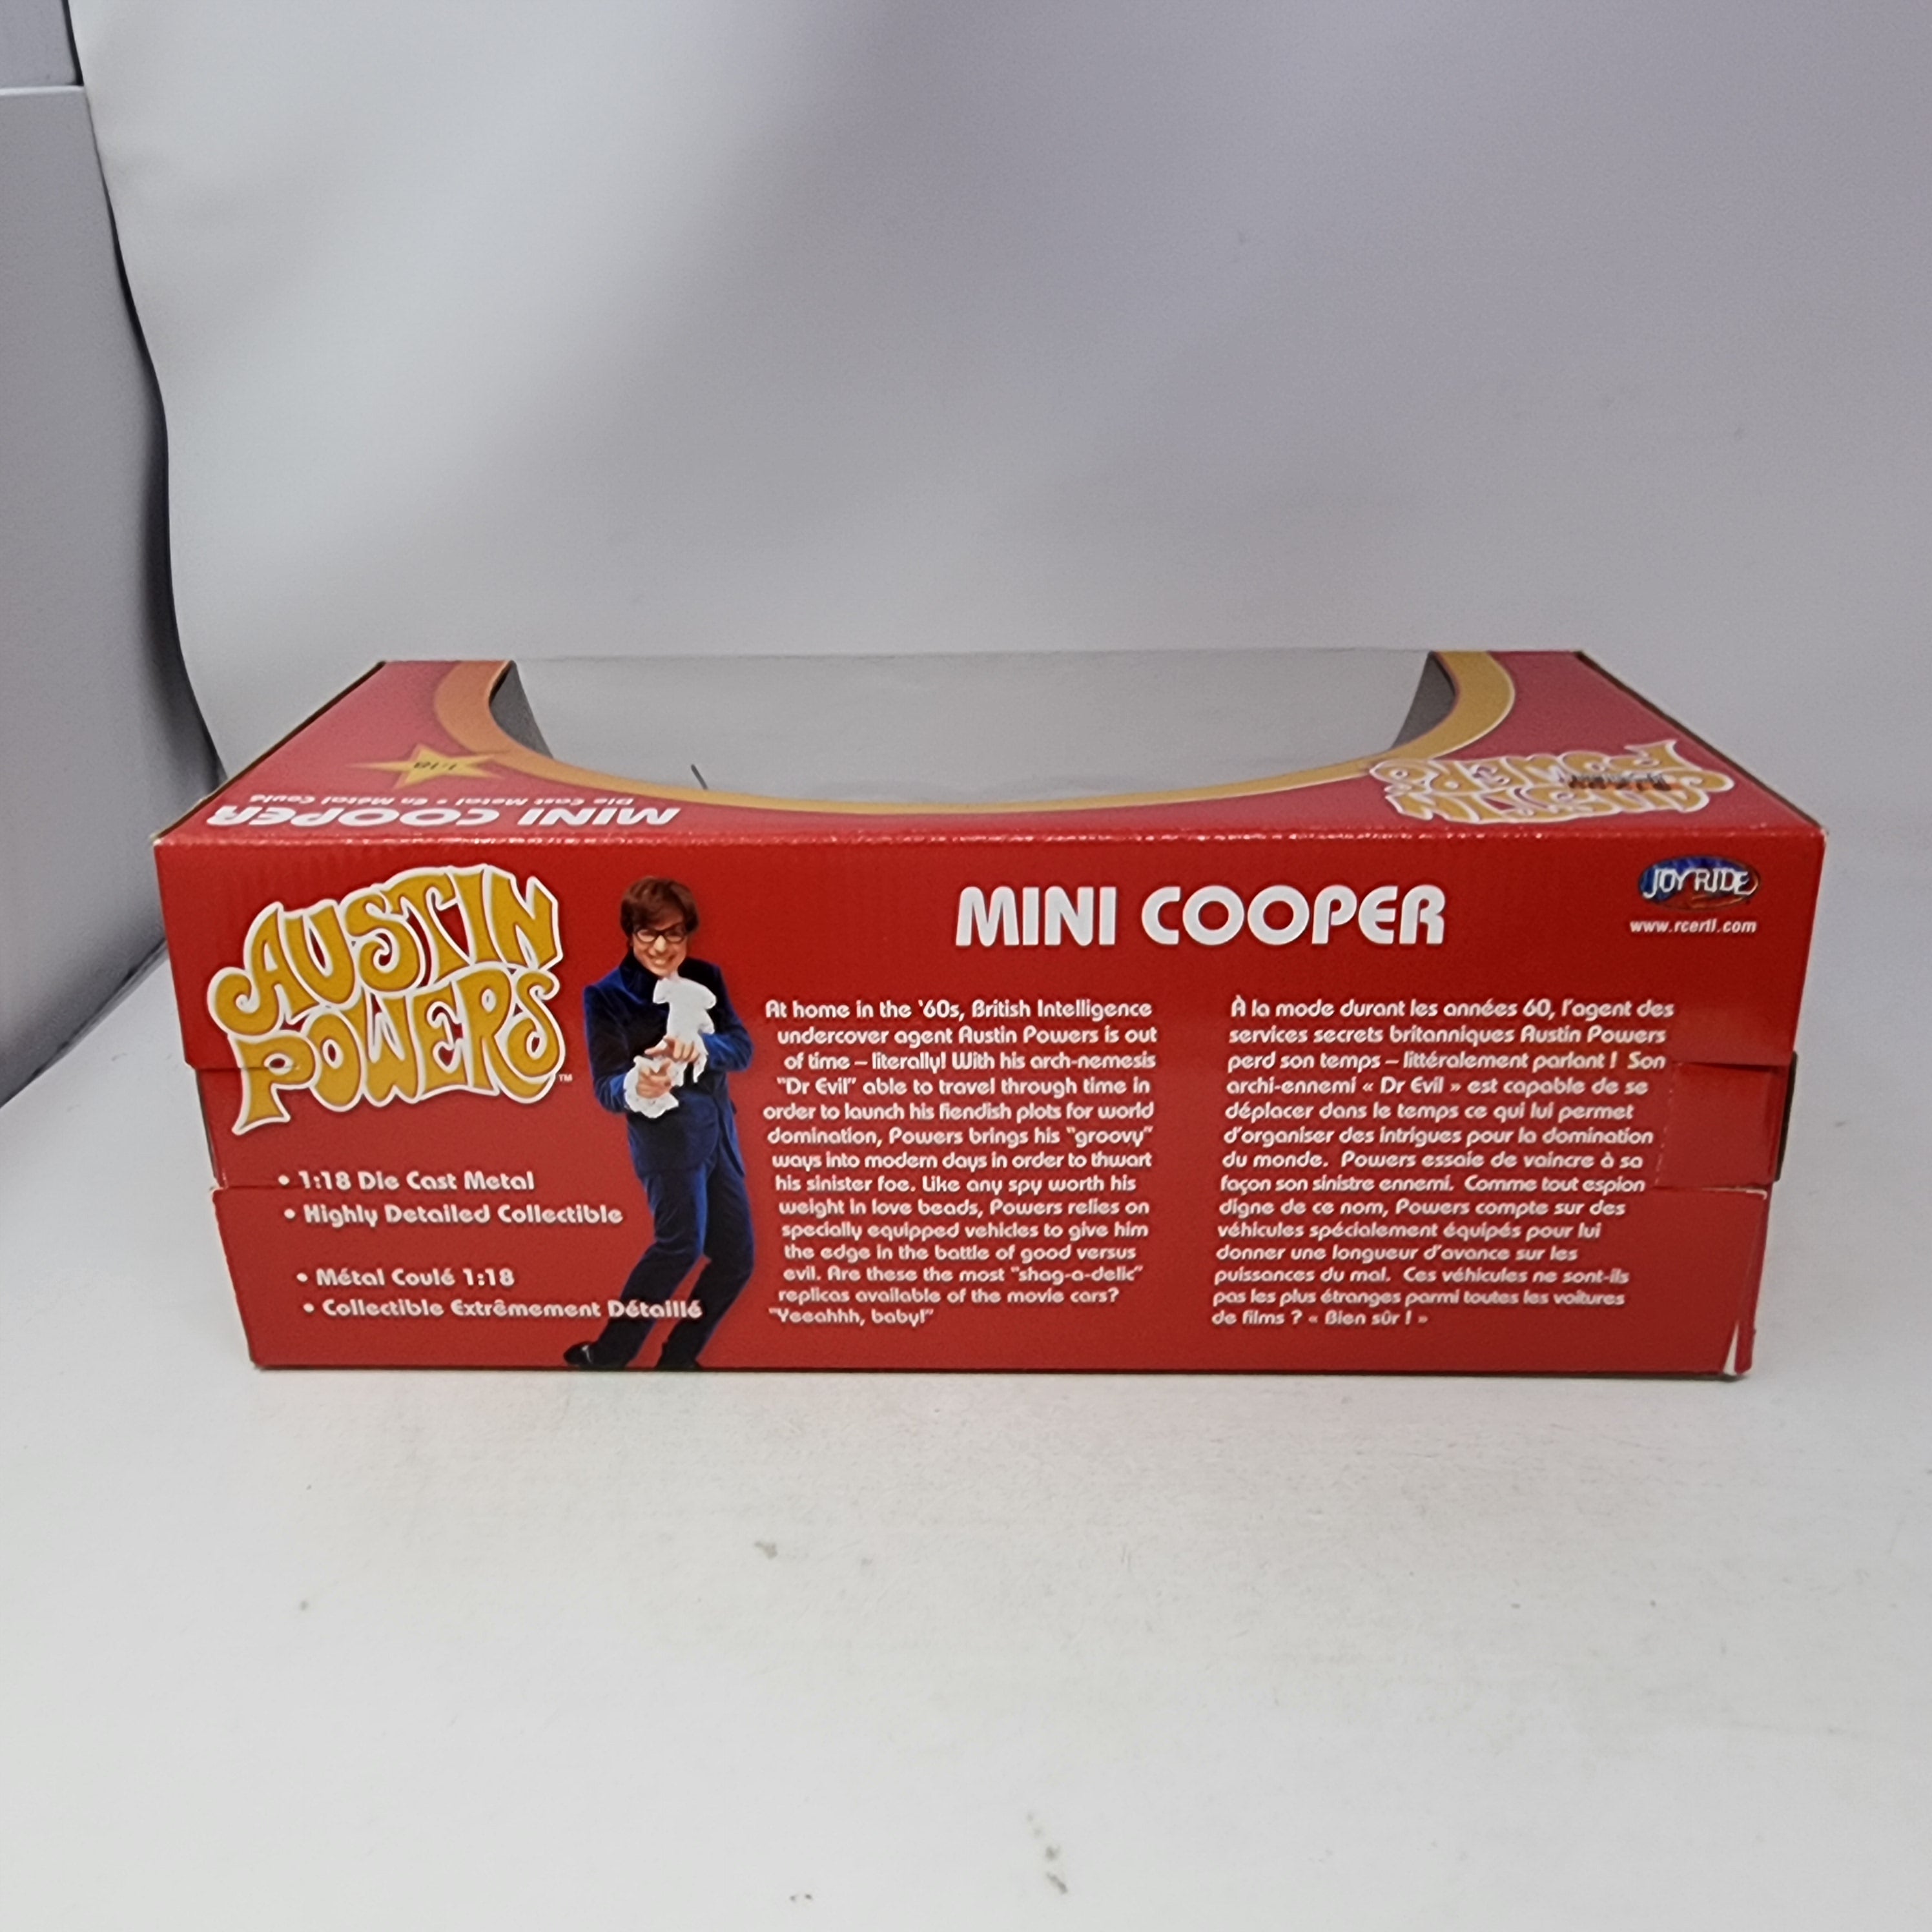 1:18
Die Cast Metal • En Métal Coulé
MINI COOPER
AUSTIN
POWERS
AUSTIN
POWERS™
• 1:18 Die Cast Metal
• Highly Detailed Collectible
• Métal Coulé 1:18
• Collectible Extrêmement Détaillé
MINI COOPER
JOYRIDE
www.rcertl.com
At home in the '60s, British Intelligence
undercover agent Austin Powers is out
of time – literally! With his arch-nemesis
"Dr Evil" able to travel through time in
order to launch his fiendish plots for world
domination, Powers brings his "groovy"
ways into modern days in order to thwart
his sinister foe. Like any spy worth his
weight in love beads, Powers relies on
specially equipped vehicles to give him
the edge in the battle of good versus
evil. Are these the most "shag-a-delic"
replicas available of the movie cars?
"Yeeahhh, baby!"
À la mode durant les années 60, l'agent des
services secrets britanniques Austin Powers
perd son temps – littéralement parlant ! Son
archi-ennemi « Dr Evil » est capable de se
déplacer dans le temps ce qui lui permet
d'organiser des intrigues pour la domination
du monde. Powers essaie de vaincre à sa
façon son sinistre ennemi. Comme tout espion
digne de ce nom, Powers compte sur des
véhicules spécialement équipés pour lui
donner une longueur d'avance sur les
puissances du mal. Ces véhicules ne sont-ils
pas les plus étranges parmi toutes les voitures
de films ? « Bien sûr ! »